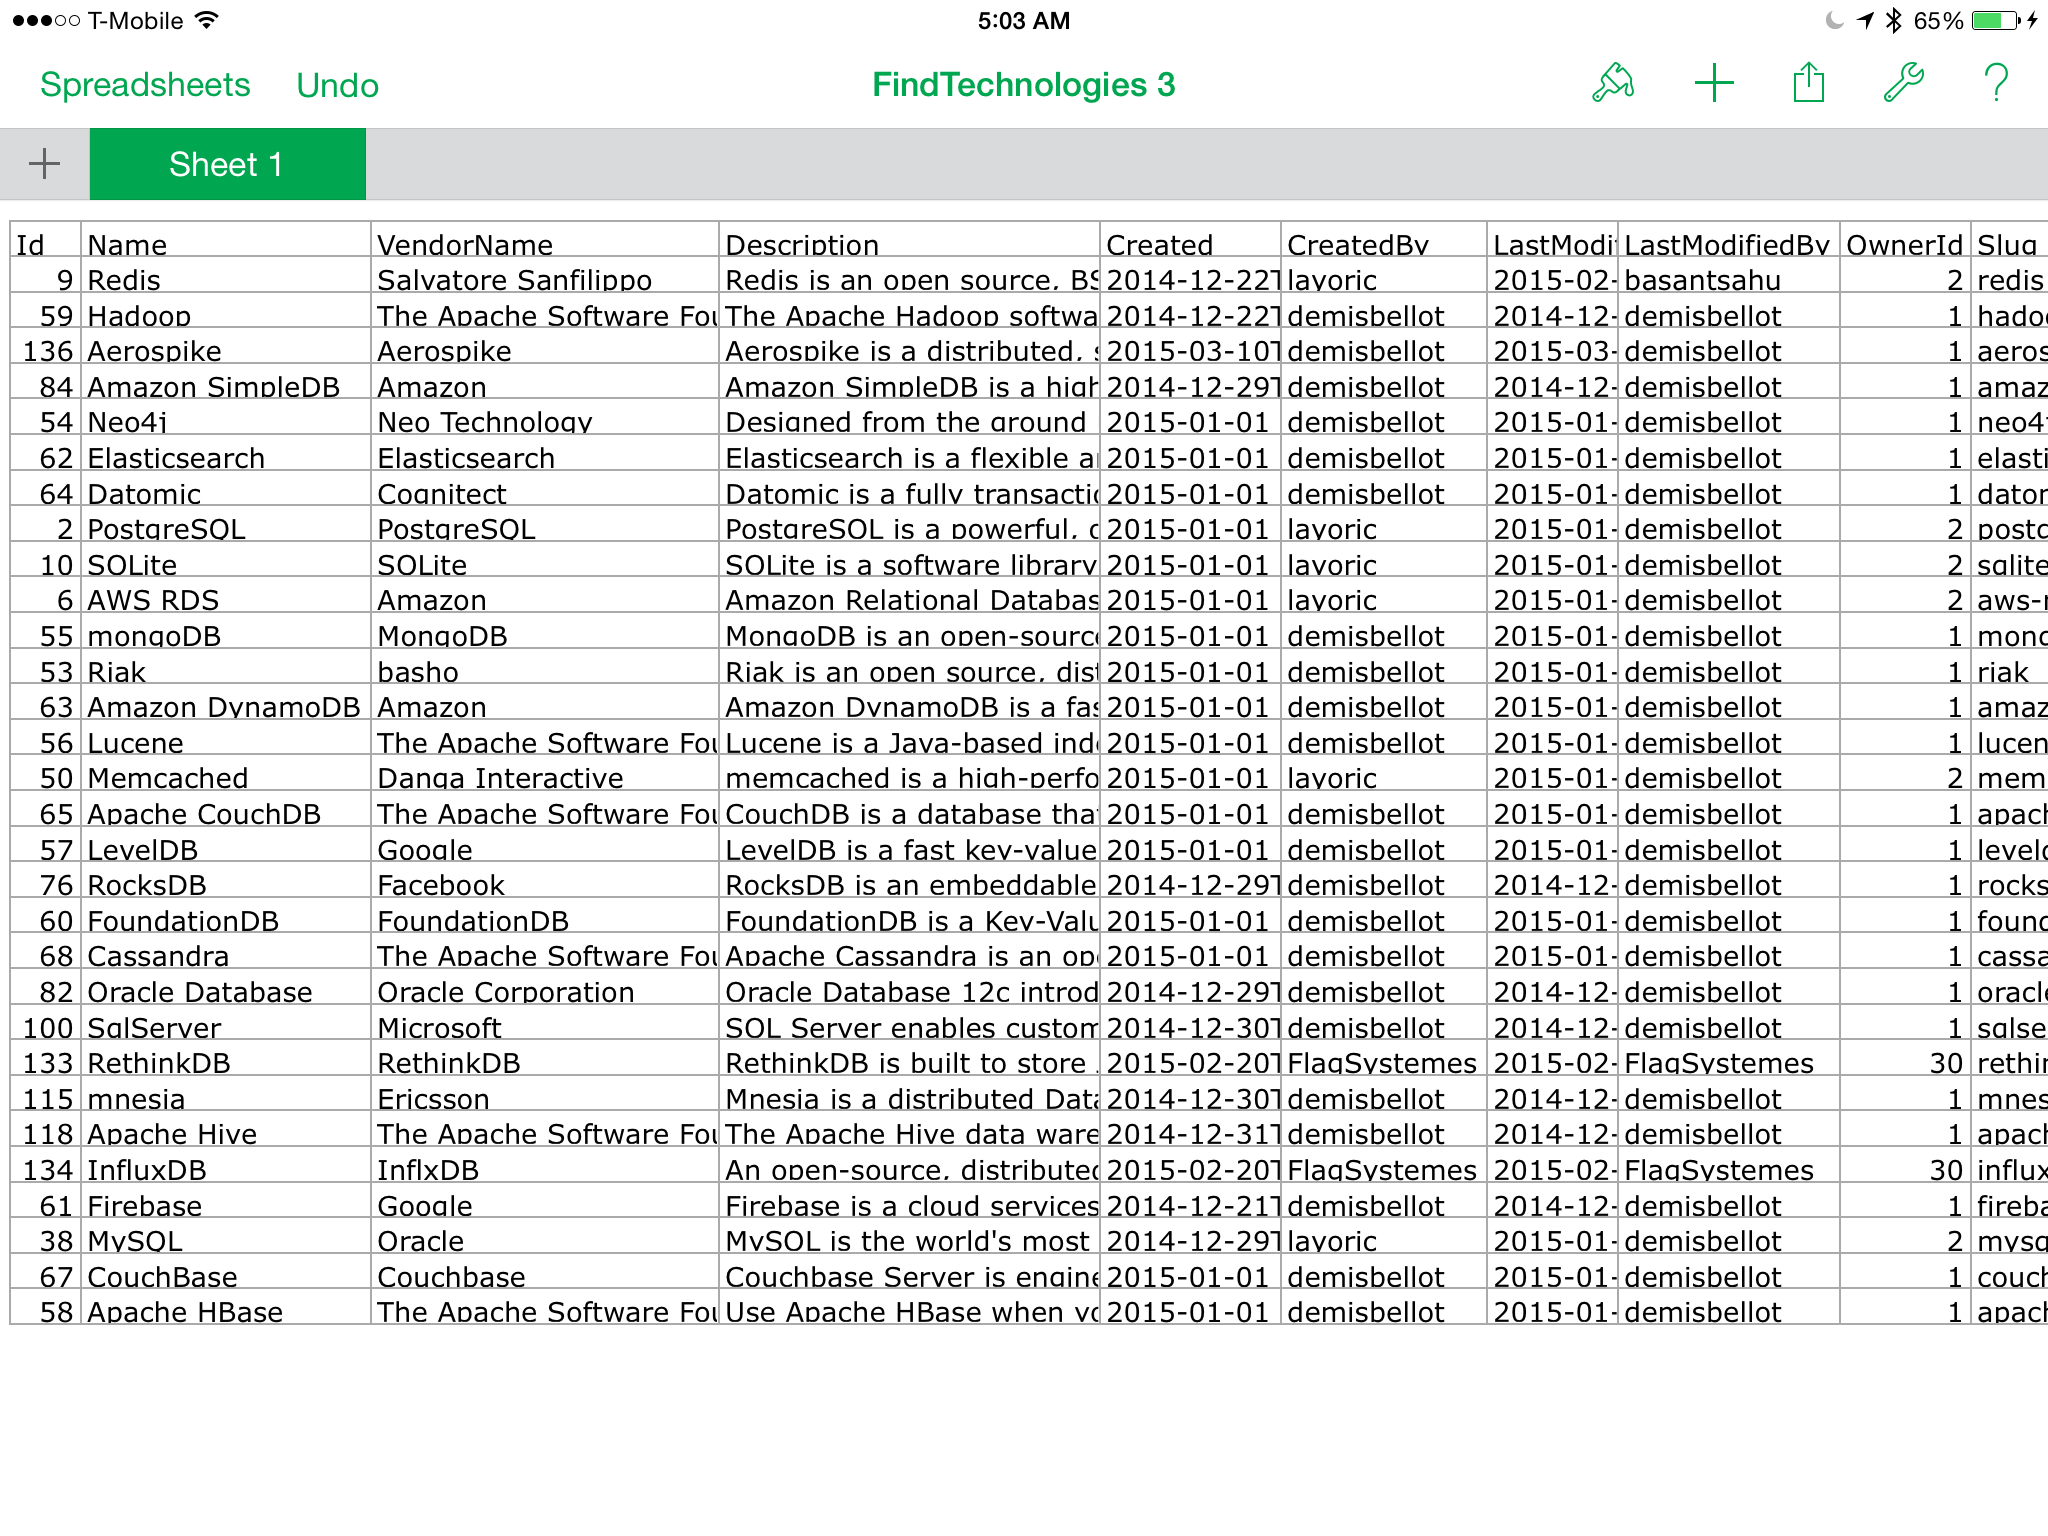 T-Mobile 5:03 AM 65%
Spreadsheets Undo FindTechnologies 3
Sheet 1
Id Name VendorName Description Created CreatedBy LastModif LastModifiedBy OwnerId Slug
9 Redis Salvatore Sanfilippo Redis is an open source, BS 2014-12-22T layoric 2015-02- basantsahu 2 redis
59 Hadoop The Apache Software Fou The Apache Hadoop softwa 2014-12-22T demisbellot 2014-12- demisbellot 1 hadoo
136 Aerospike Aerospike Aerospike is a distributed, s 2015-03-10T demisbellot 2015-03- demisbellot 1 aeros
84 Amazon SimpleDB Amazon Amazon SimpleDB is a high 2014-12-29T demisbellot 2014-12- demisbellot 1 amaz
54 Neo4j Neo Technology Designed from the ground 2015-01-01 demisbellot 2015-01- demisbellot 1 neo4j
62 Elasticsearch Elasticsearch Elasticsearch is a flexible a 2015-01-01 demisbellot 2015-01- demisbellot 1 elasti
64 Datomic Cognitect Datomic is a fully transactio 2015-01-01 demisbellot 2015-01- demisbellot 1 datom
2 PostgreSQL PostgreSQL PostgreSQL is a powerful, o 2015-01-01 layoric 2015-01- demisbellot 2 postg
10 SQLite SQLite SQLite is a software library 2015-01-01 layoric 2015-01- demisbellot 2 sqlite
6 AWS RDS Amazon Amazon Relational Databas 2015-01-01 layoric 2015-01- demisbellot 2 aws-r
55 mongoDB MongoDB MongoDB is an open-source 2015-01-01 demisbellot 2015-01- demisbellot 1 mong
53 Riak basho Riak is an open source, dist 2015-01-01 demisbellot 2015-01- demisbellot 1 riak
63 Amazon DynamoDB Amazon Amazon DynamoDB is a fas 2015-01-01 demisbellot 2015-01- demisbellot 1 amaz
56 Lucene The Apache Software Fou Lucene is a Java-based inde 2015-01-01 demisbellot 2015-01- demisbellot 1 lucen
50 Memcached Danga Interactive memcached is a high-perfo 2015-01-01 layoric 2015-01- demisbellot 2 mem
65 Apache CouchDB The Apache Software Fou CouchDB is a database that 2015-01-01 demisbellot 2015-01- demisbellot 1 apach
57 LevelDB Google LevelDB is a fast key-value 2015-01-01 demisbellot 2015-01- demisbellot 1 leveld
76 RocksDB Facebook RocksDB is an embeddable 2014-12-29T demisbellot 2014-12- demisbellot 1 rocks
60 FoundationDB FoundationDB FoundationDB is a Key-Valu 2015-01-01 demisbellot 2015-01- demisbellot 1 found
68 Cassandra The Apache Software Fou Apache Cassandra is an ope 2015-01-01 demisbellot 2015-01- demisbellot 1 cassa
82 Oracle Database Oracle Corporation Oracle Database 12c introd 2014-12-29T demisbellot 2014-12- demisbellot 1 oracle
100 SqlServer Microsoft SQL Server enables custom 2014-12-30T demisbellot 2014-12- demisbellot 1 sqlse
133 RethinkDB RethinkDB RethinkDB is built to store 2015-02-20T FlagSystemes 2015-02- FlagSystemes 30 rethin
115 mnesia Ericsson Mnesia is a distributed Data 2014-12-30T demisbellot 2014-12- demisbellot 1 mnes
118 Apache Hive The Apache Software Fou The Apache Hive data ware 2014-12-31T demisbellot 2014-12- demisbellot 1 apach
134 InfluxDB InflxDB An open-source, distributed 2015-02-20T FlagSystemes 2015-02- FlagSystemes 30 influx
61 Firebase Google Firebase is a cloud services 2014-12-21T demisbellot 2014-12- demisbellot 1 fireba
38 MySQL Oracle MySQL is the world's most 2014-12-29T layoric 2015-01- demisbellot 2 mysq
67 CouchBase Couchbase Couchbase Server is engine 2015-01-01 demisbellot 2015-01- demisbellot 1 couch
58 Apache HBase The Apache Software Fou Use Apache HBase when yo 2015-01-01 demisbellot 2015-01- demisbellot 1 apach